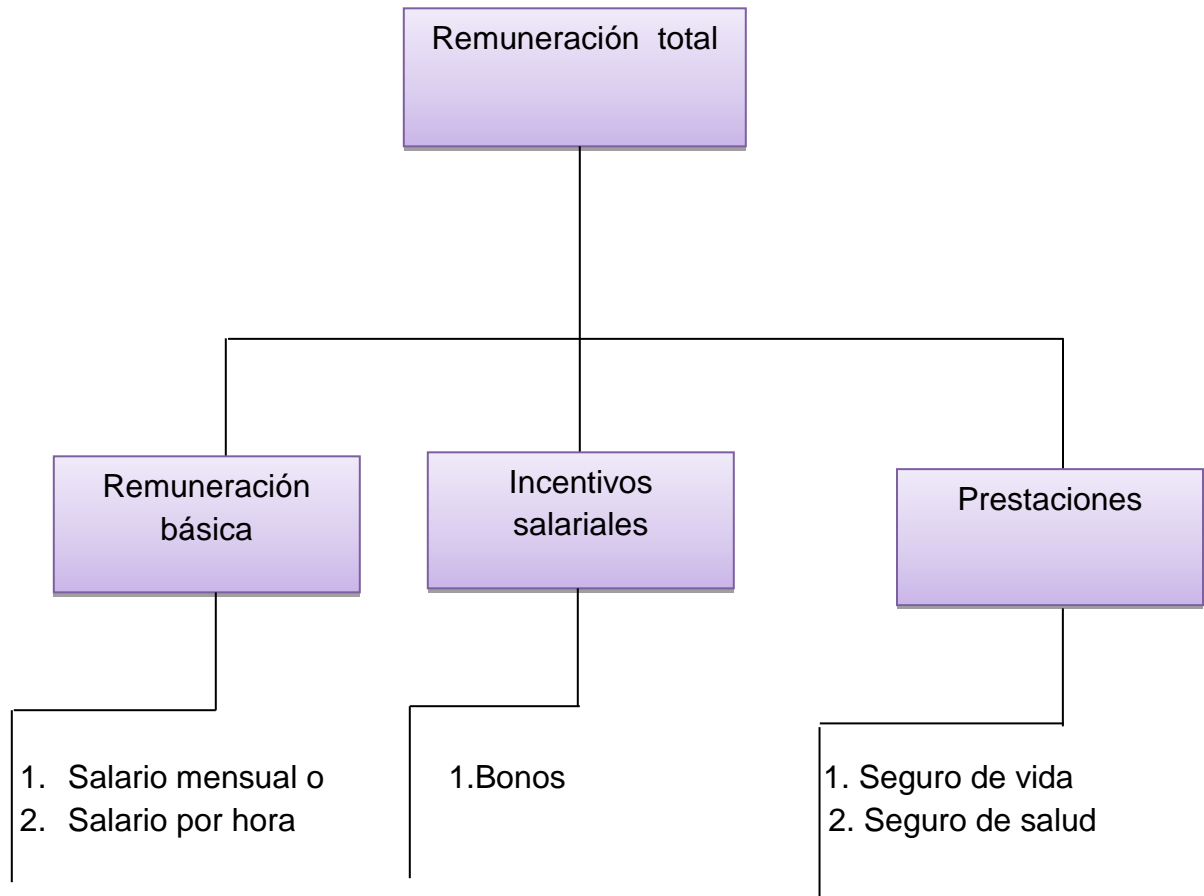 Remuneración total
Remuneración
básica
Incentivos
salariales
Prestaciones
1. Salario mensual o
2. Salario por hora
1.Bonos
1. Seguro de vida
2. Seguro de salud